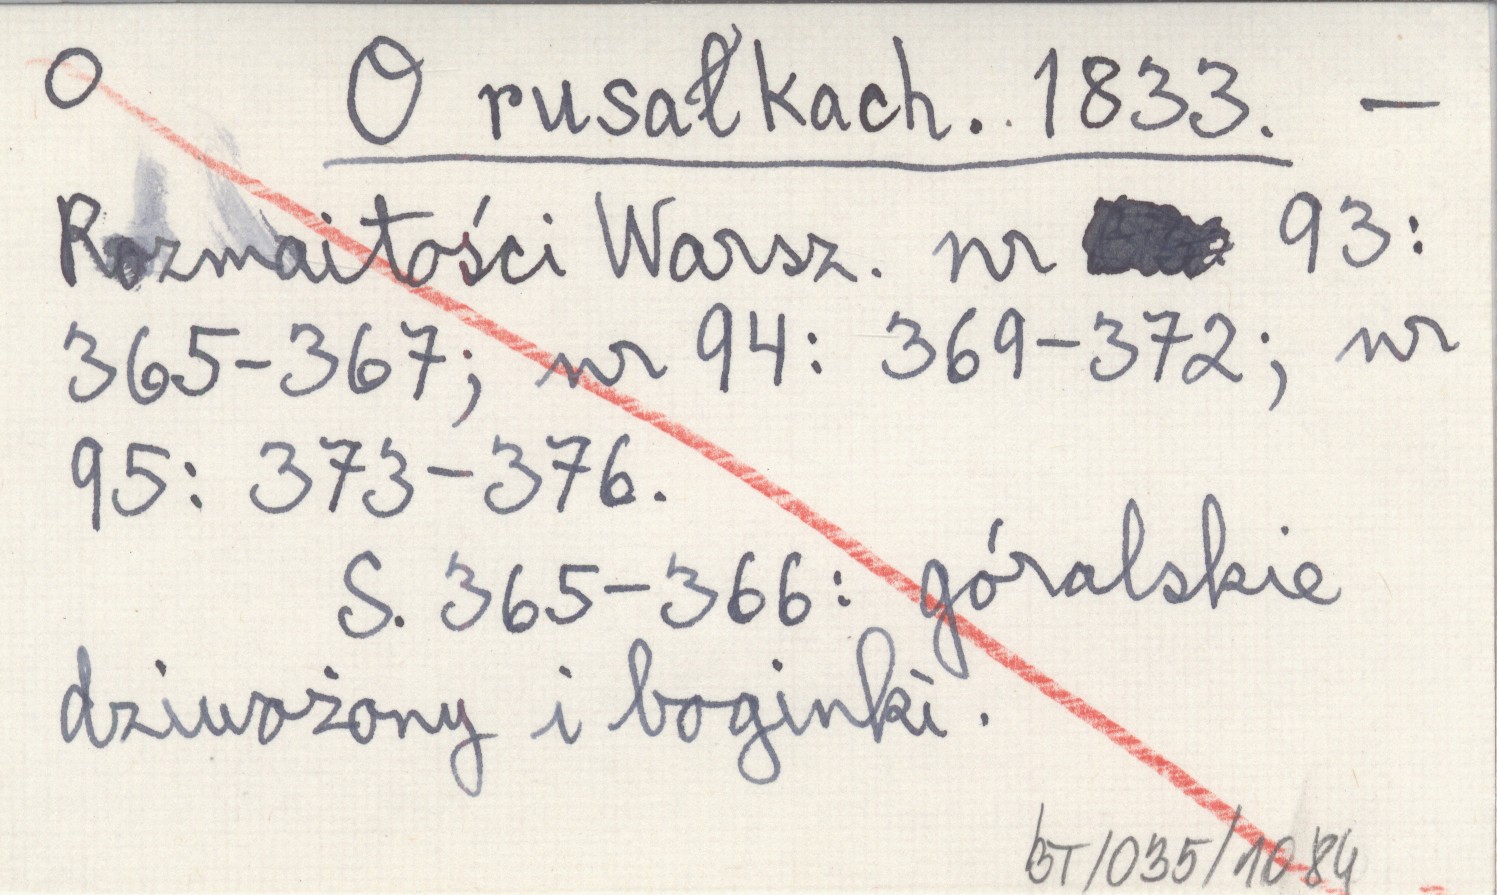 O O rusałkach. 1833. —
Rozmaitości Warsz. nr 93:
365-367; nr 94: 369-372; nr
95: 373-376.
S. 365-366: góralskie
dziwożony i boginki.
BT/035/1084